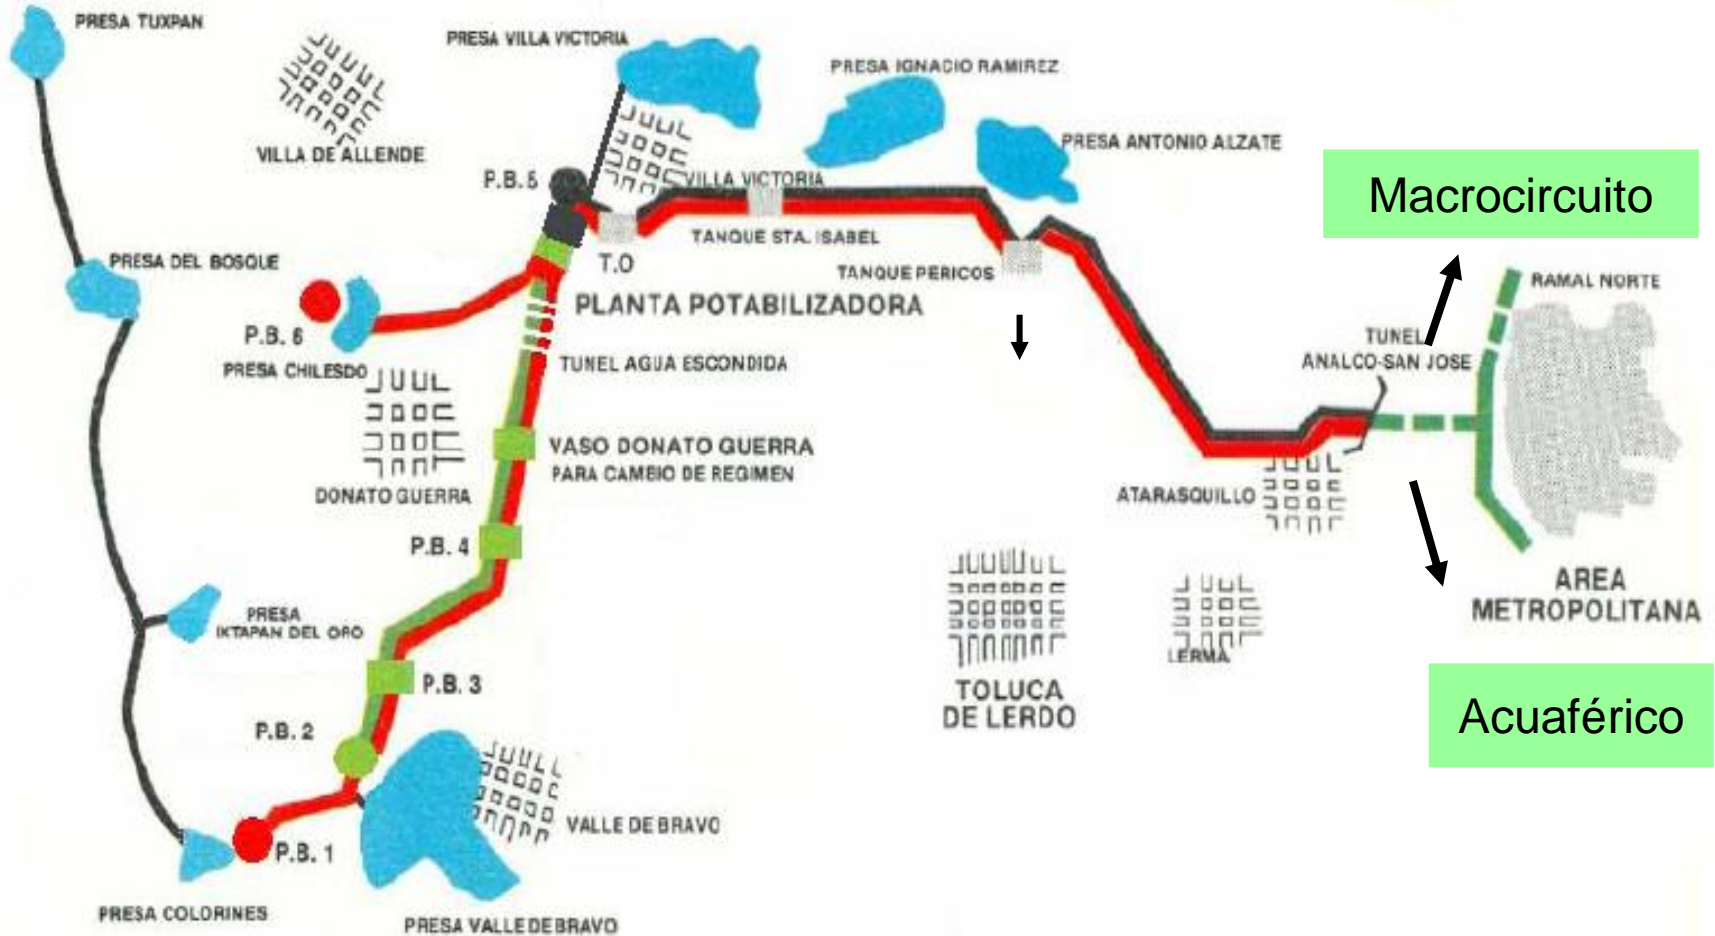 PRESA TUXPAN
PRESA VILLA VICTORIA
PRESA IGNACIO RAMIREZ
PRESA ANTONIO ALZATE
VILLA DE ALLENDE
P.B. 5
VILLA VICTORIA
Macrocircuito
TANQUE STA. ISABEL
PRESA DEL BOSQUE
T.O
TANQUE PERICOS
RAMAL NORTE
PLANTA POTABILIZADORA
P.B. 6
TUNEL
ANALCO-SAN JOSE
PRESA CHILESDO
TUNEL AGUA ESCONDIDA
VASO DONATO GUERRA
PARA CAMBIO DE REGIMEN
DONATO GUERRA
ATARASQUILLO
P.B. 4
AREA
METROPOLITANA
PRESA
IKTAPAN DEL ORO
LERMA
P.B. 3
TOLUCA
DE LERDO
Acuaférico
P.B. 2
VALLE DE BRAVO
P.B. 1
PRESA COLORINES
PRESA VALLE DE BRAVO